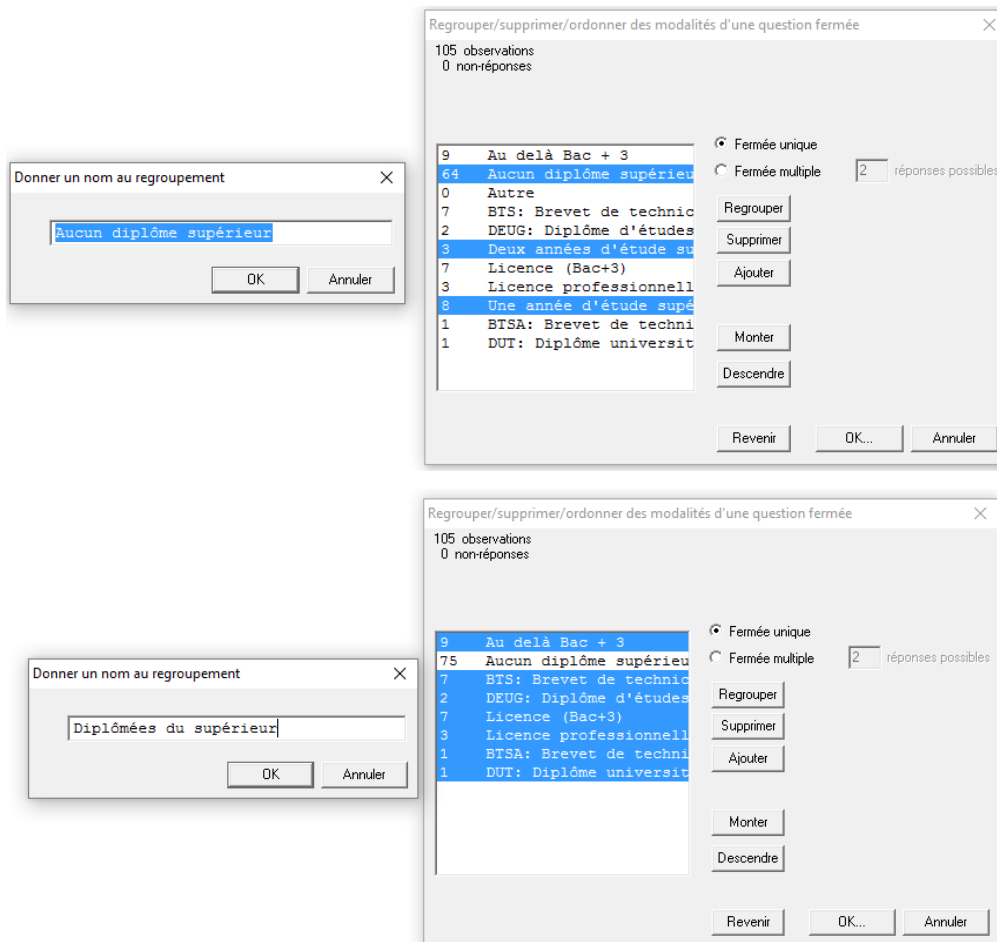 Regrouper/supprimer/ordonner des modalités d'une question fermée
105 observations
0 non-réponses
Donner un nom au regroupement
Aucun diplôme supérieur
OK
Annuler
9 Au delà Bac + 3
64 Aucun diplôme supérieu
0 Autre
7 BTS: Brevet de technic
2 DEUG: Diplôme d'études
3 Deux années d'étude su
7 Licence (Bac+3)
3 Licence professionnell
8 Une année d'étude supé
1 BTSA: Brevet de techni
1 DUT: Diplôme universit
Fermée unique
Fermée multiple
2 réponses possibles
Regrouper
Supprimer
Ajouter
Monter
Descendre
Revenir
OK...
Annuler
Regrouper/supprimer/ordonner des modalités d'une question fermée
105 observations
0 non-réponses
Donner un nom au regroupement
Diplômées du supérieur
OK
Annuler
9 Au delà Bac + 3
75 Aucun diplôme supérieu
7 BTS: Brevet de technic
2 DEUG: Diplôme d'études
7 Licence (Bac+3)
3 Licence professionnell
1 BTSA: Brevet de techni
1 DUT: Diplôme universit
Fermée unique
Fermée multiple
2 réponses possibles
Regrouper
Supprimer
Ajouter
Monter
Descendre
Revenir
OK...
Annuler